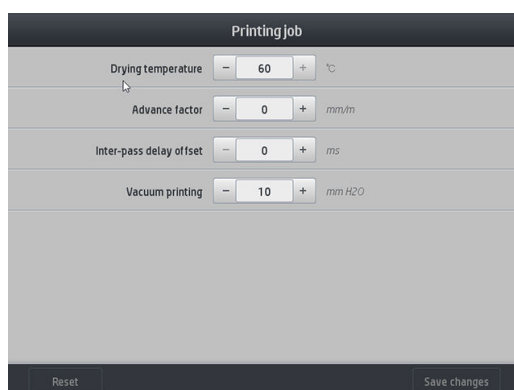 Printing job
Drying temperature − 60 + °C
Advance factor − 0 + mm/m
Inter-pass delay offset − 0 + ms
Vacuum printing − 10 + mm H2O
Reset Save changes